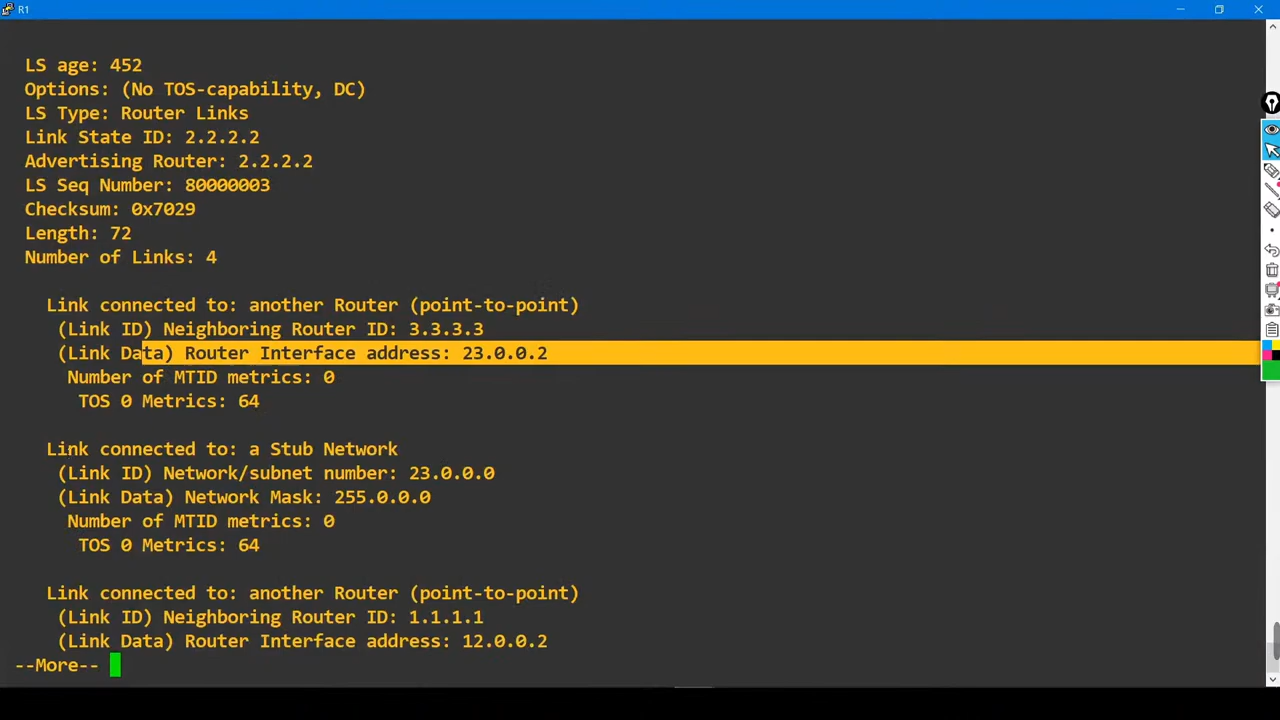 R1
LS age: 452
Options: (No TOS-capability, DC)
LS Type: Router Links
Link State ID: 2.2.2.2
Advertising Router: 2.2.2.2
LS Seq Number: 80000003
Checksum: 0x7029
Length: 72
Number of Links: 4
Link connected to: another Router (point-to-point)
(Link ID) Neighboring Router ID: 3.3.3.3
(Link Data) Router Interface address: 23.0.0.2
Number of MTID metrics: 0
TOS 0 Metrics: 64
Link connected to: a Stub Network
(Link ID) Network/subnet number: 23.0.0.0
(Link Data) Network Mask: 255.0.0.0
Number of MTID metrics: 0
TOS 0 Metrics: 64
Link connected to: another Router (point-to-point)
(Link ID) Neighboring Router ID: 1.1.1.1
(Link Data) Router Interface address: 12.0.0.2
--More--